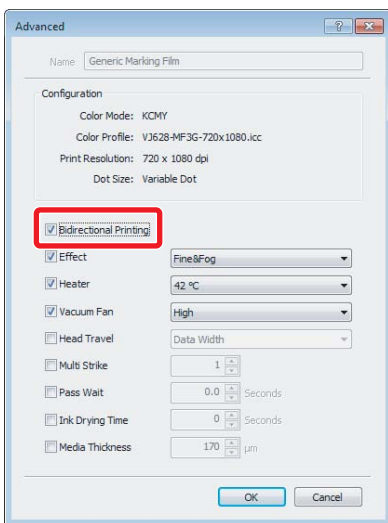 Advanced
Name Generic Marking Film
Configuration
Color Mode: KCMY
Color Profile: VJ628-MF3G-720x1080.icc
Print Resolution: 720 x 1080 dpi
Dot Size: Variable Dot
Bidirectional Printing
Effect Fine&Fog
Heater 42 ℃
Vacuum Fan High
Head Travel Data Width
Multi Strike 1
Pass Wait 0.0 Seconds
Ink Drying Time 0 Seconds
Media Thickness 170 µm
OK Cancel